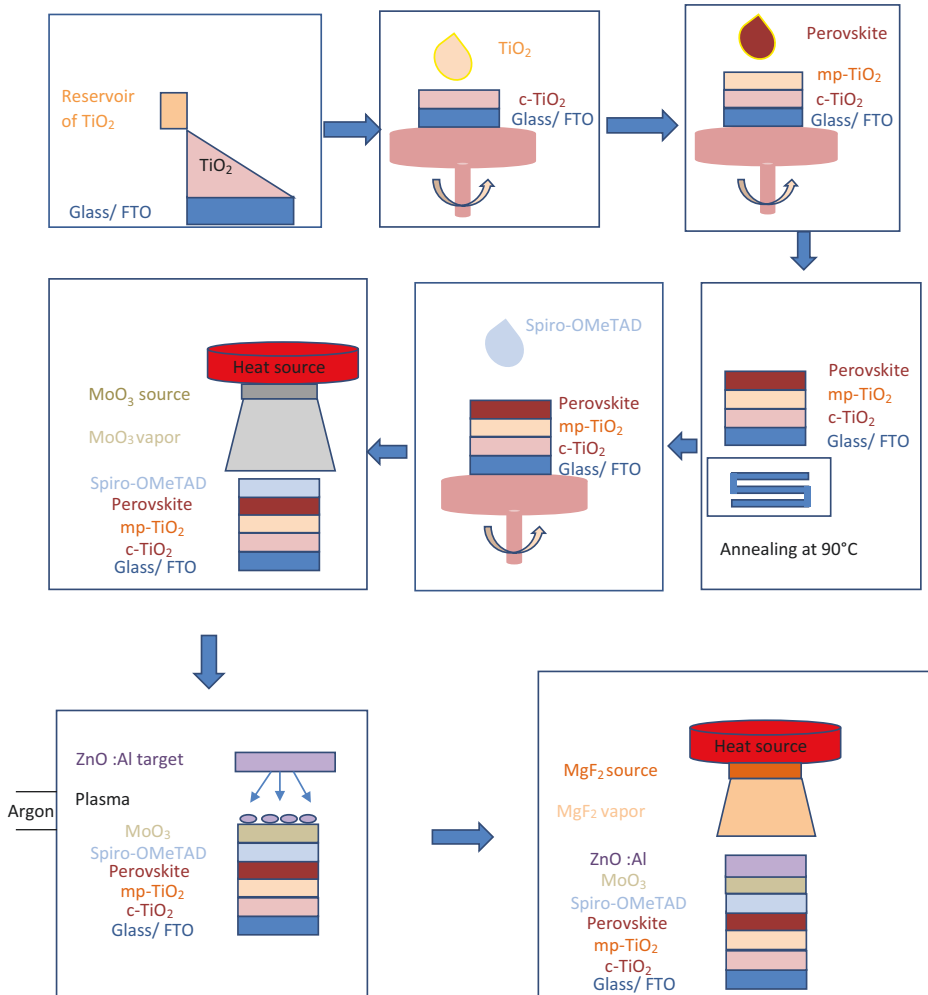 Reservoir
of TiO₂
TiO₂
Glass/ FTO
TiO₂
c-TiO₂
Glass/ FTO
Perovskite
mp-TiO₂
c-TiO₂
Glass/ FTO
Perovskite
mp-TiO₂
c-TiO₂
Glass/ FTO
Annealing at 90°C
Spiro-OMeTAD
Perovskite
mp-TiO₂
c-TiO₂
Glass/ FTO
Heat source
MoO₃ source
MoO₃ vapor
Spiro-OMeTAD
Perovskite
mp-TiO₂
c-TiO₂
Glass/ FTO
ZnO :Al target
Plasma
Argon
MoO₃
Spiro-OMeTAD
Perovskite
mp-TiO₂
c-TiO₂
Glass/ FTO
Heat source
MgF₂ source
MgF₂ vapor
ZnO :Al
MoO₃
Spiro-OMeTAD
Perovskite
mp-TiO₂
c-TiO₂
Glass/ FTO